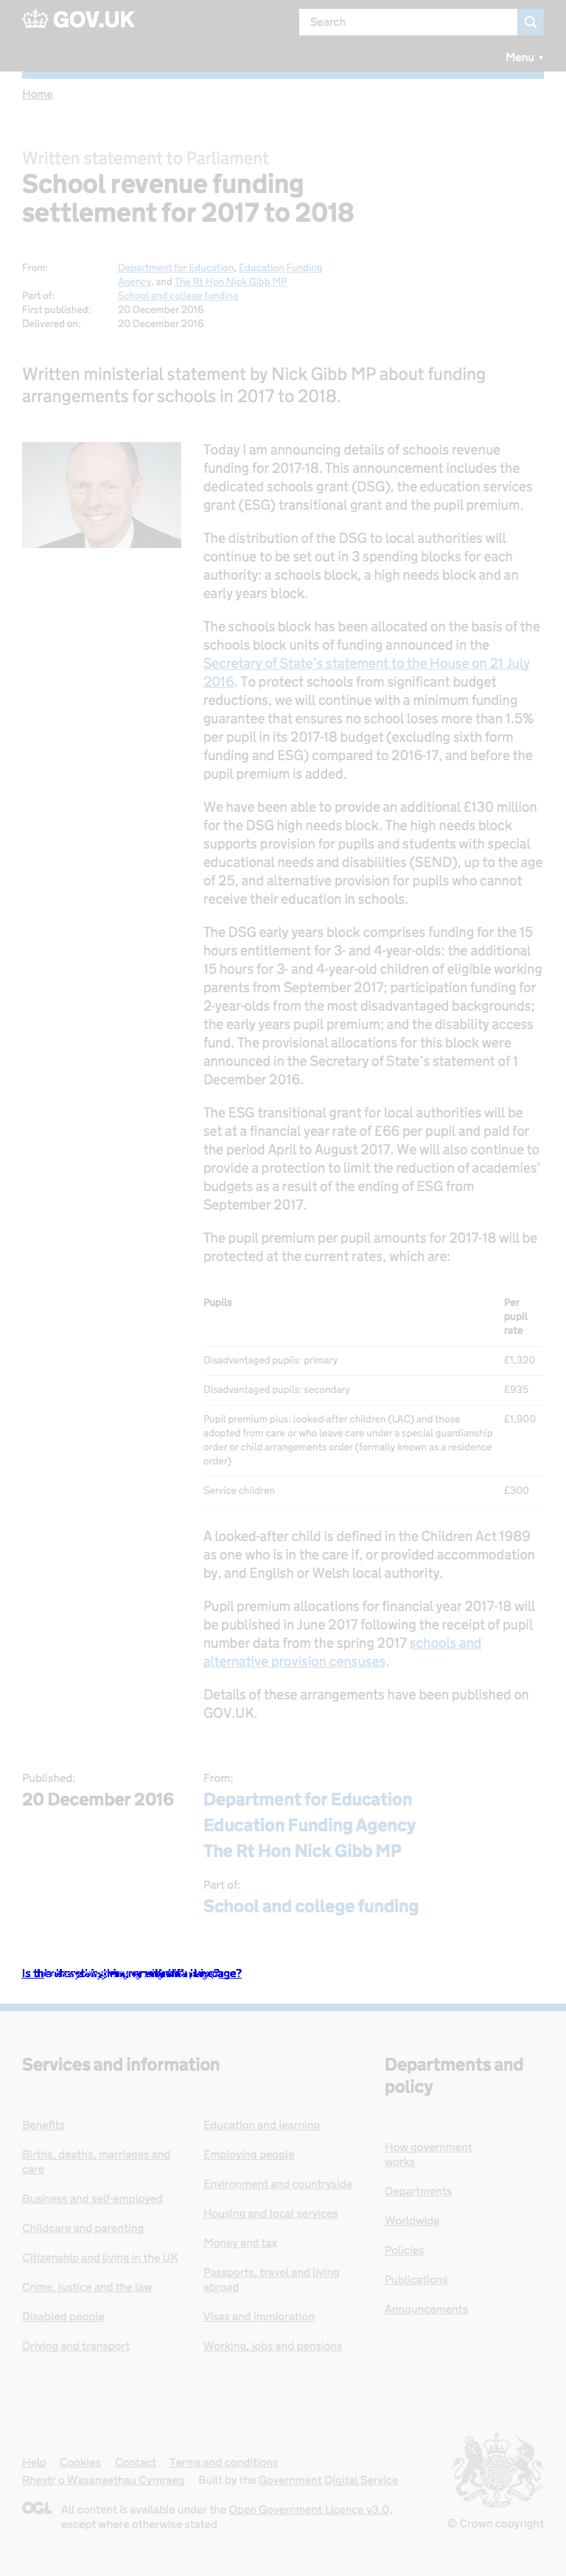 GOV.UK
Search
Menu ▼
Home
Written statement to Parliament
School revenue funding
settlement for 2017 to 2018
From: Department for Education, Education Funding
Agency, and The Rt Hon Nick Gibb MP
Part of: School and college funding
First published: 20 December 2016
Delivered on: 20 December 2016
Written ministerial statement by Nick Gibb MP about funding
arrangements for schools in 2017 to 2018.
Today I am announcing details of schools revenue
funding for 2017-18. This announcement includes the
dedicated schools grant (DSG), the education services
grant (ESG) transitional grant and the pupil premium.
The distribution of the DSG to local authorities will
continue to be set out in 3 spending blocks for each
authority: a schools block, a high needs block and an
early years block.
The schools block has been allocated on the basis of the
schools block units of funding announced in the
Secretary of State’s statement to the House on 21 July
2016. To protect schools from significant budget
reductions, we will continue with a minimum funding
guarantee that ensures no school loses more than 1.5%
per pupil in its 2017-18 budget (excluding sixth form
funding and ESG) compared to 2016-17, and before the
pupil premium is added.
We have been able to provide an additional £130 million
for the DSG high needs block. The high needs block
supports provision for pupils and students with special
educational needs and disabilities (SEND), up to the age
of 25, and alternative provision for pupils who cannot
receive their education in schools.
The DSG early years block comprises funding for the 15
hours entitlement for 3- and 4-year-olds: the additional
15 hours for 3- and 4-year-old children of eligible working
parents from September 2017; participation funding for
2-year-olds from the most disadvantaged backgrounds;
the early years pupil premium; and the disability access
fund. The provisional allocations for this block were
announced in the Secretary of State’s statement of 1
December 2016.
The ESG transitional grant for local authorities will be
set at a financial year rate of £66 per pupil and paid for
the period April to August 2017. We will also continue to
provide a protection to limit the reduction of academies’
budgets as a result of the ending of ESG from
September 2017.
The pupil premium per pupil amounts for 2017-18 will be
protected at the current rates, which are:
Pupils Per
pupil
rate
Disadvantaged pupils: primary £1,320
Disadvantaged pupils: secondary £935
Pupil premium plus: looked-after children (LAC) and those £1,900
adopted from care or who leave care under a special guardianship
order or child arrangements order (formally known as a residence
order)
Service children £300
A looked-after child is defined in the Children Act 1989
as one who is in the care if, or provided accommodation
by, and English or Welsh local authority.
Pupil premium allocations for financial year 2017-18 will
be published in June 2017 following the receipt of pupil
number data from the spring 2017 schools and
alternative provision censuses.
Details of these arrangements have been published on
GOV.UK.
Published: From:
20 December 2016 Department for Education
Education Funding Agency
The Rt Hon Nick Gibb MP
Part of:
School and college funding
Services and information
Departments and
policy
Benefits
Births, deaths, marriages and
care
Business and self-employed
Childcare and parenting
Citizenship and living in the UK
Crime, justice and the law
Disabled people
Driving and transport
Education and learning
Employing people
Environment and countryside
Housing and local services
Money and tax
Passports, travel and living
abroad
Visas and immigration
Working, jobs and pensions
How government
works
Departments
Worldwide
Policies
Publications
Announcements
Help Cookies Contact Terms and conditions
Rhestr o Wasanaethau Cymraeg Built by the Government Digital Service
OGL All content is available under the Open Government Licence v3.0,
except where otherwise stated
© Crown copyright